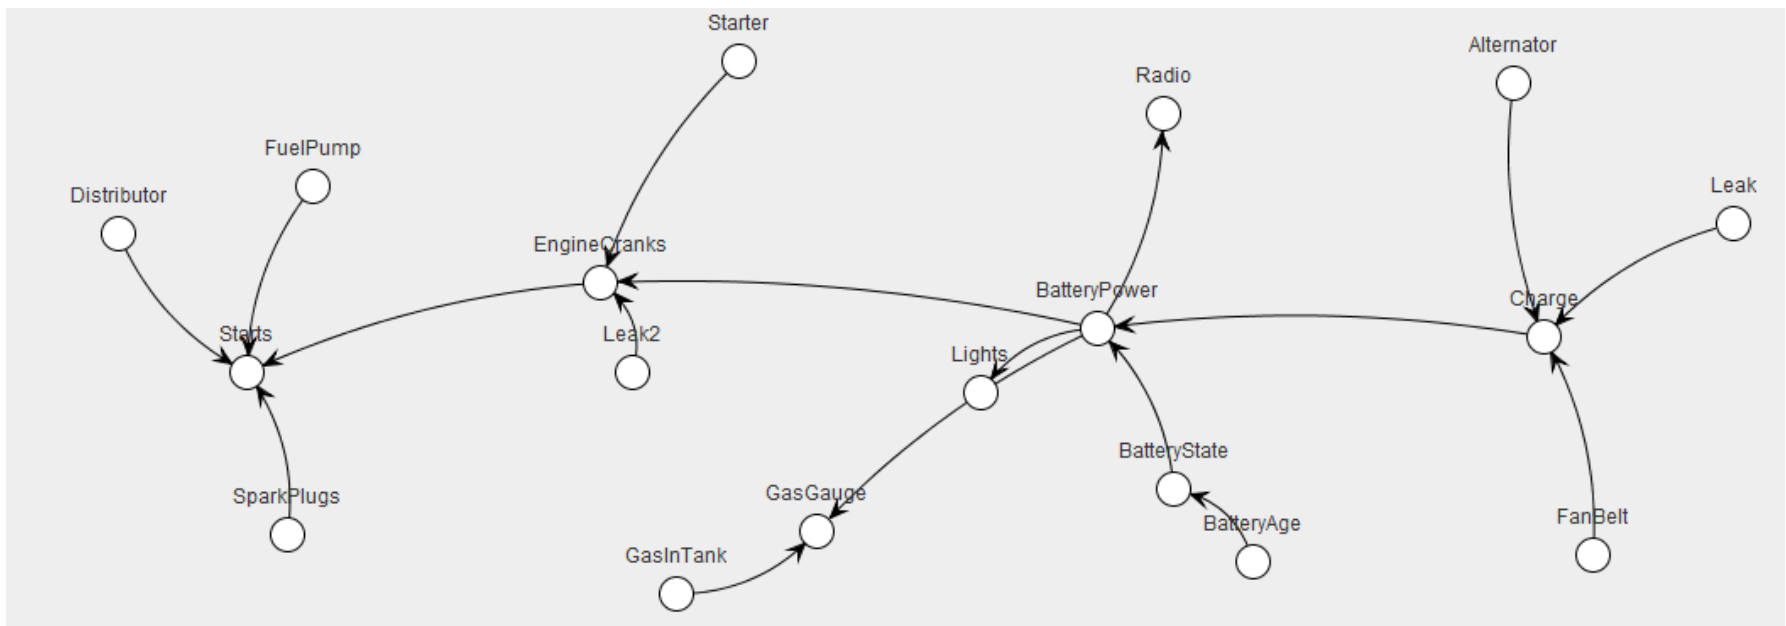 Starter
Alternator
Radio
FuelPump
Distributor
Leak
EngineCranks
BatteryPower
Charge
Starts
Leak2
Lights
BatteryState
SparkPlugs
GasGauge
BatteryAge
FanBelt
GasInTank